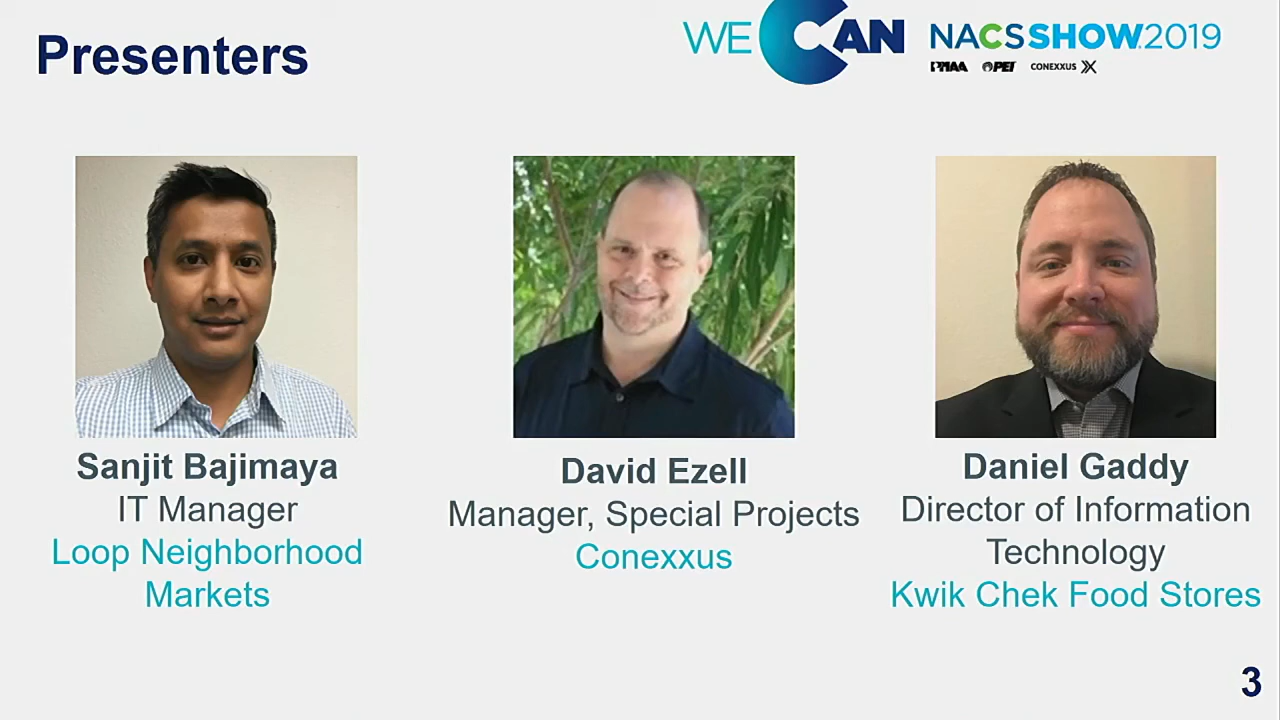 Presenters
WE CAN
NACS SHOW 2019
PMAA PEI CONEXXUS
Sanjit Bajimaya
IT Manager
Loop Neighborhood
Markets
David Ezell
Manager, Special Projects
Conexxus
Daniel Gaddy
Director of Information
Technology
Kwik Chek Food Stores
3